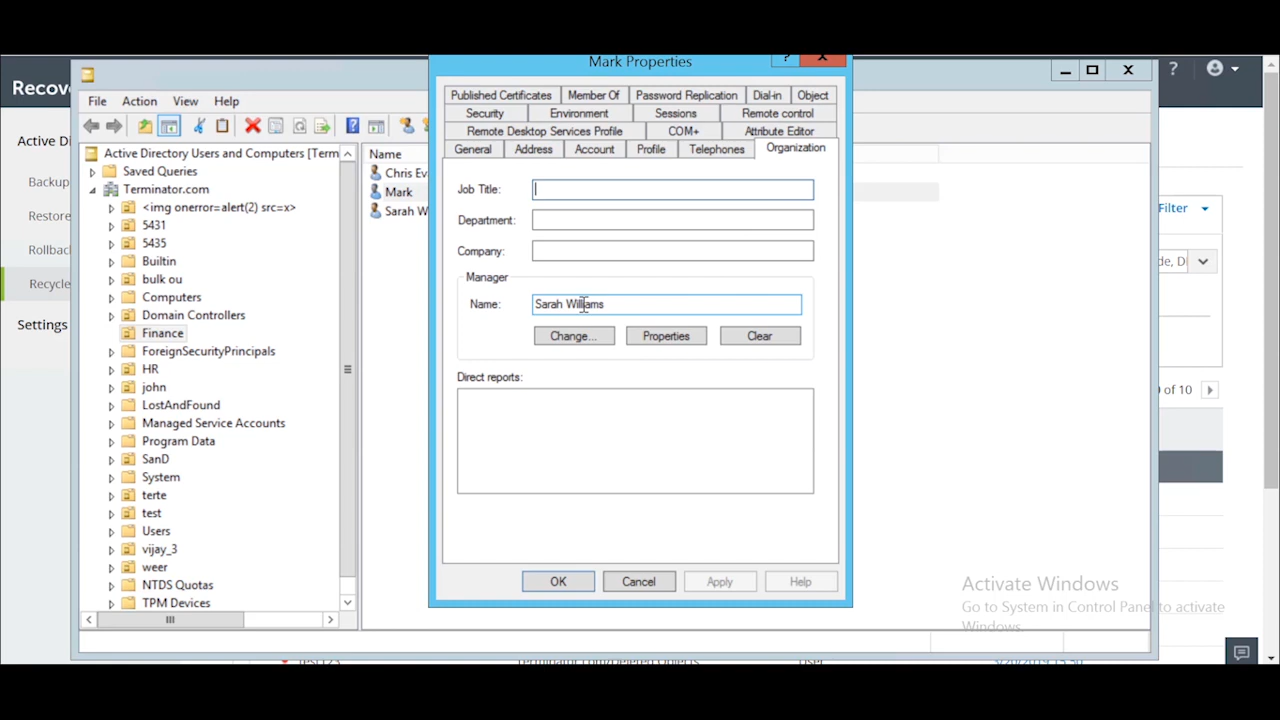 Mark Properties
?
Recov
File Action View Help
Active Di
Backup
Restore
Rollbac
Recycle
Settings
Active Directory Users and Computers [Term
Saved Queries
Terminator.com
<img onerror=alert(2) src=x>
5431
5435
Builtin
bulk ou
Computers
Domain Controllers
Finance
ForeignSecurityPrincipals
HR
john
LostAndFound
Managed Service Accounts
Program Data
SanD
System
terte
test
Users
vijay_3
weer
NTDS Quotas
TPM Devices
Name
Chris Ev
Mark
Sarah W
Published Certificates Member Of Password Replication Dial-in Object
Security Environment Sessions Remote control
Remote Desktop Services Profile COM+ Attribute Editor
General Address Account Profile Telephones Organization
Job Title:
Department:
Company:
Manager
Name: Sarah Williams
Change... Properties Clear
Direct reports:
OK Cancel Apply Help
?
Filter
de, D
of 10
Activate Windows
Go to System in Control Panel to activate
Windows.